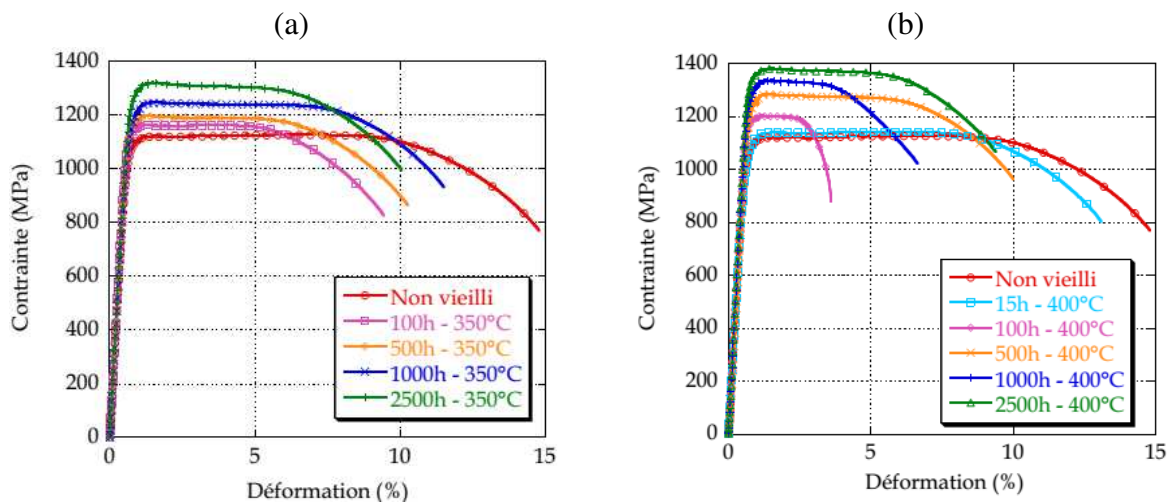 (a)
1400
1200
1000
800
600
400
200
0
0
5
10
15
Contrainte (MPa)
Déformation (%)
Non vieilli
100h - 350°C
500h - 350°C
1000h - 350°C
2500h - 350°C
(b)
1400
1200
1000
800
600
400
200
0
0
5
10
15
Contrainte (MPa)
Déformation (%)
Non vieilli
15h - 400°C
100h - 400°C
500h - 400°C
1000h - 400°C
2500h - 400°C